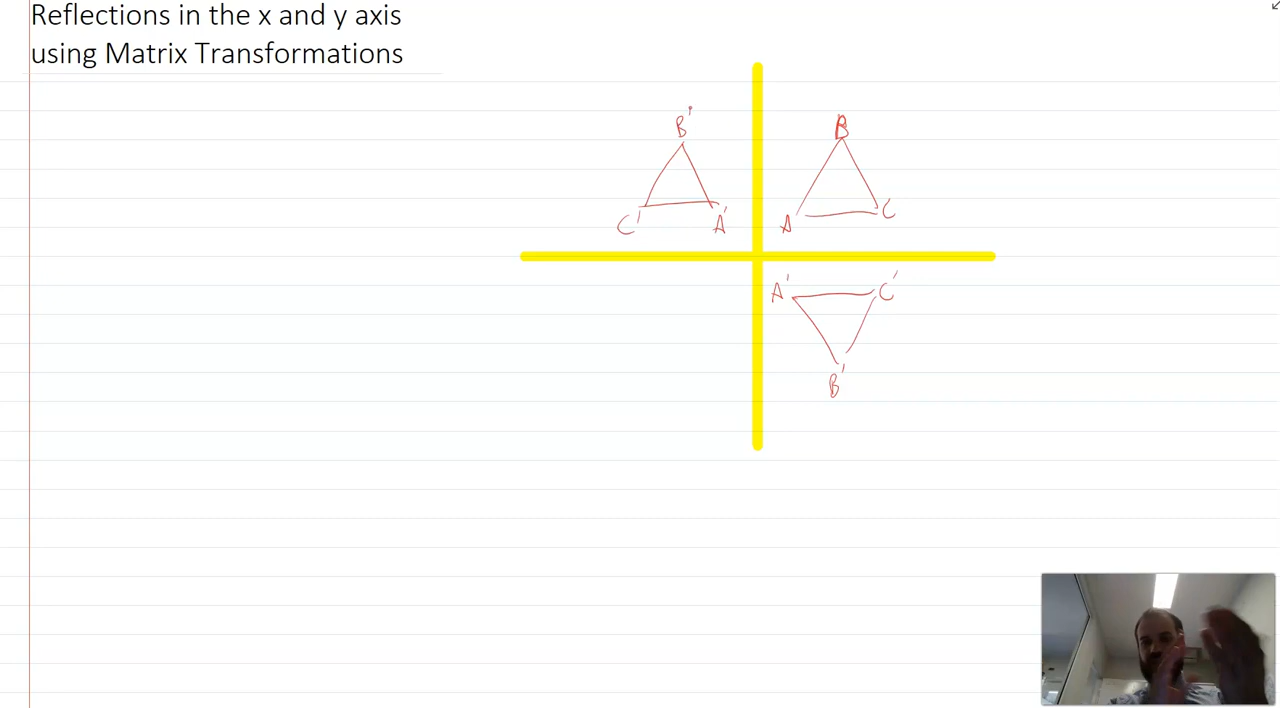 Reflections in the x and y axis
using Matrix Transformations
B'
B
C'
A'
A
C
A'
C'
B'